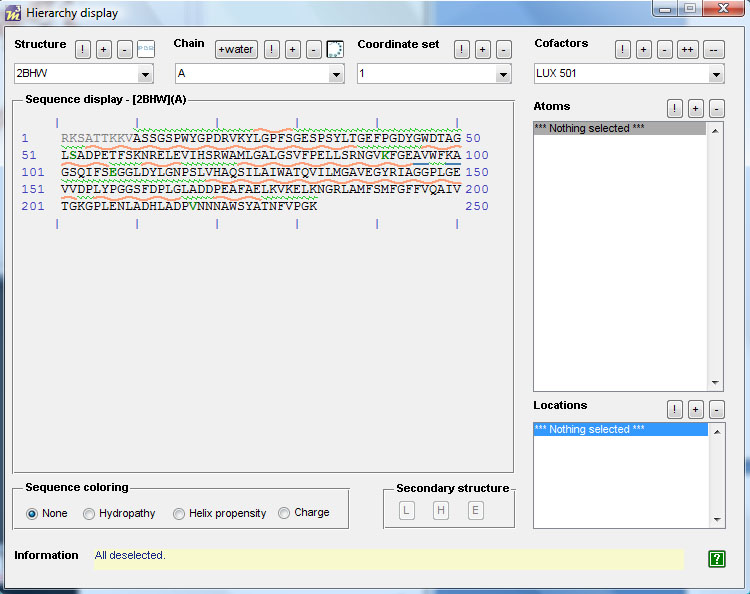 Hierarchy display
Structure ! + - PDB Chain +water ! + - Coordinate set ! + - Cofactors ! + - ++ --
2BHW A 1 LUX 501
Sequence display - [2BHW](A)
1 RKSATTKKVASSGSPWYGPDRVKYLGPFSGESPSYLTGEFPGDYGWDTAG 50
51 LSADPETFSKNRELEVIHSRWAMLGALGSVFPELLSRNGVKFGEAVWFKA 100
101 GSQIFSEGGLDYLGNPSLVHAQSILAIWATQVILMGAVEGYRIAGGPLGE 150
151 VVDPLYPGGSFDPLGLADDPEAFAELKVKELKNGRLAMFSMFGFFVQAIV 200
201 TGKGPLENLADHLADPVNNNAWSYATNFVPGK 250
Atoms ! + -
*** Nothing selected ***
Locations ! + -
*** Nothing selected ***
Sequence coloring
None Hydropathy Helix propensity Charge
Secondary structure
L H E
Information All deselected. ?